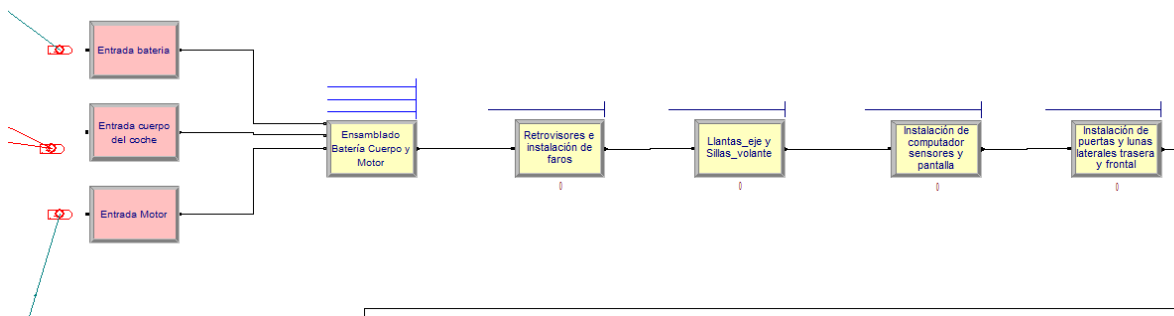 Entrada bateria
Entrada cuerpo
del coche
Entrada Motor
Ensamblado
Batería Cuerpo y
Motor
Retrovisores e
instalación de
faros
0
Llantas_eje y
Sillas_volante
0
Instalación de
computador
sensores y
pantalla
0
Instalación de
puertas y lunas
laterales trasera
y frontal
0